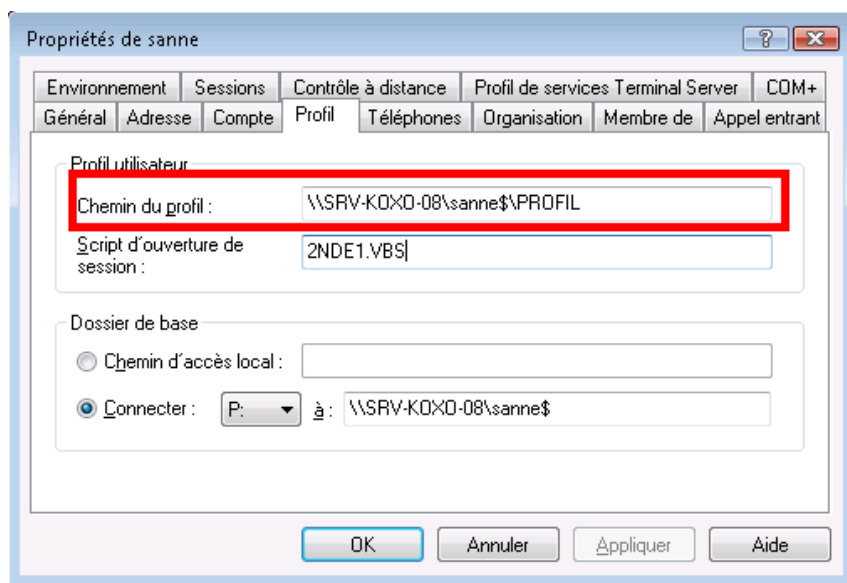 Propriétés de sanne
Environnement Sessions Contrôle à distance Profil de services Terminal Server COM+
Général Adresse Compte Profil Téléphones Organisation Membre de Appel entrant
Profil utilisateur
Chemin du profil : \\SRV-KOXO-08\sanne$\PROFIL
Script d'ouverture de
session : 2NDE1.VBS
Dossier de base
Chemin d'accès local :
Connecter : P: à : \\SRV-KOXO-08\sanne$
OK Annuler Appliquer Aide